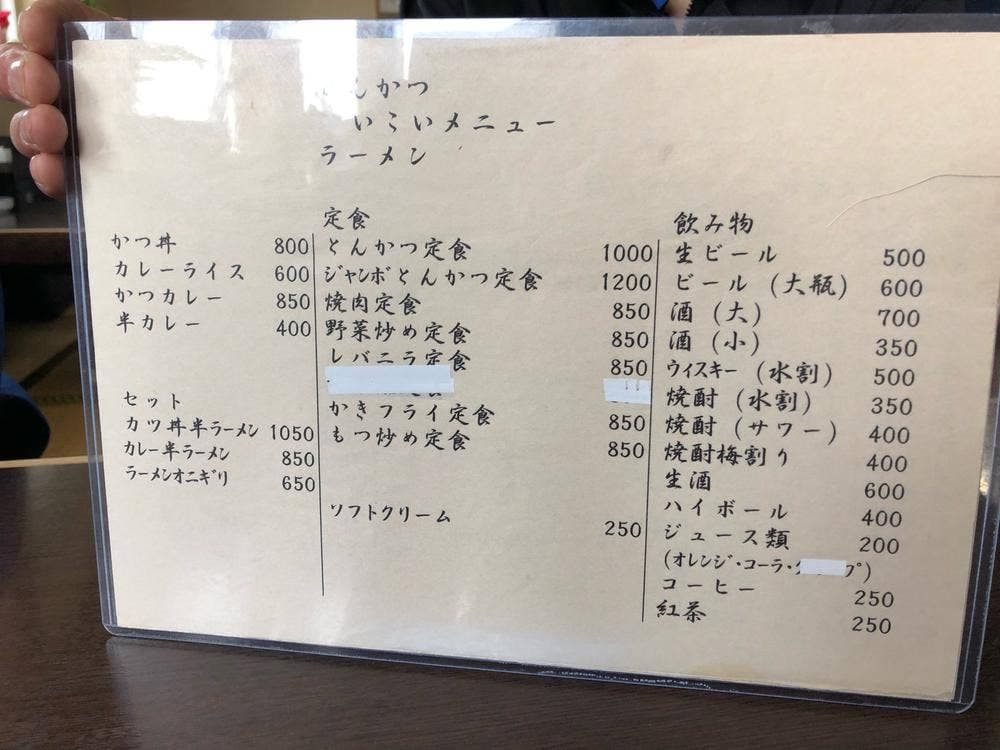 んかつ
いこいメニュー
ラーメン
かつ丼 800
カレーライス 600
かつカレー 850
半カレー 400
セット
カツ丼半ラーメン 1050
カレー半ラーメン 850
ラーメンオニギリ 650
定食
とんかつ定食 1000
ジャンボとんかつ定食 1200
焼肉定食 850
野菜炒め定食 850
レバニラ定食 850
かきフライ定食 850
もつ炒め定食 850
ソフトクリーム 250
飲み物
生ビール 500
ビール (大瓶) 600
酒 (大) 700
酒 (小) 350
ウィスキー (水割) 500
焼酎 (水割) 350
焼酎 (サワー) 400
焼酎梅割り 400
生酒 600
ハイボール 400
ジュース類 200
(オレンジ・コーラ・
コーヒー 250
紅茶 250